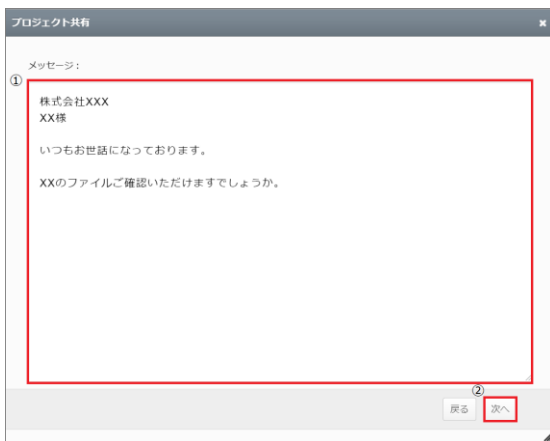 プロジェクト共有
メッセージ：
①
株式会社XXX
XX様
いつもお世話になっております。
XXのファイルご確認いただけますでしょうか。
②
戻る 次へ